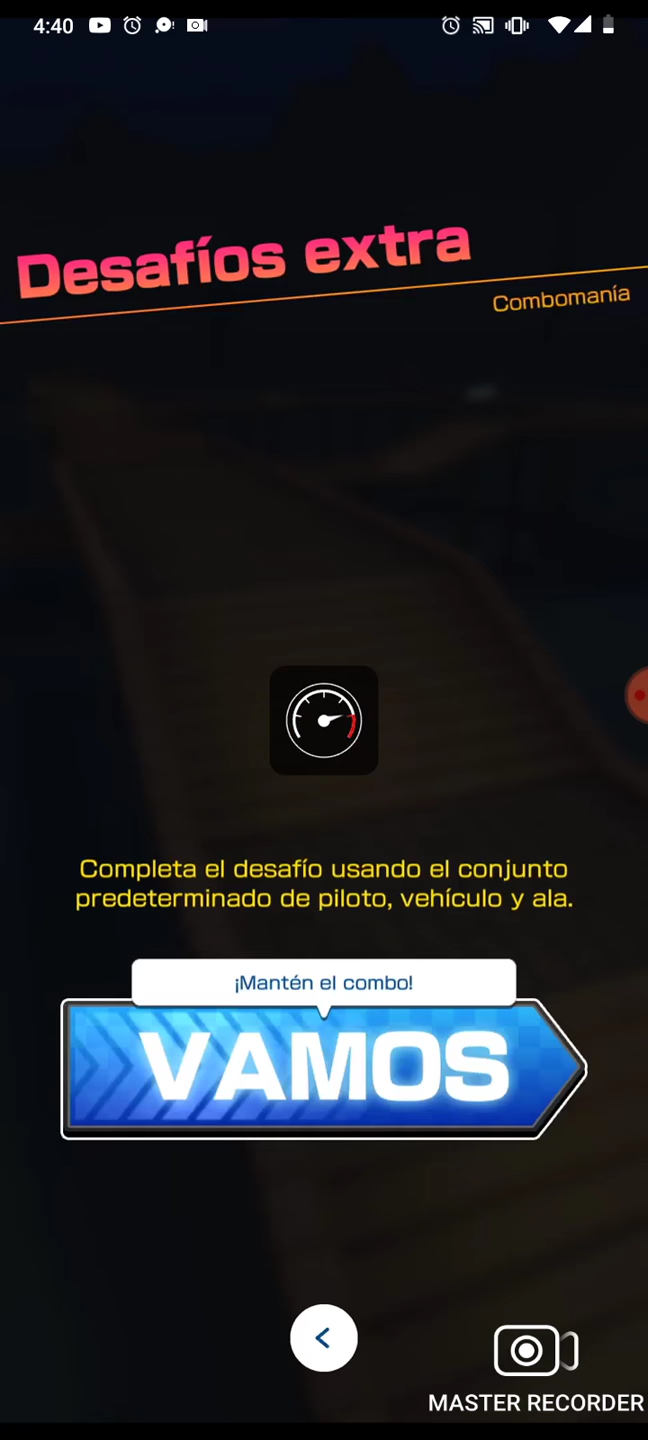 4:40
Desafíos extra
Combomanía
Completa el desafío usando el conjunto
predeterminado de piloto, vehículo y ala.
¡Mantén el combo!
VAMOS
MASTER RECORDER